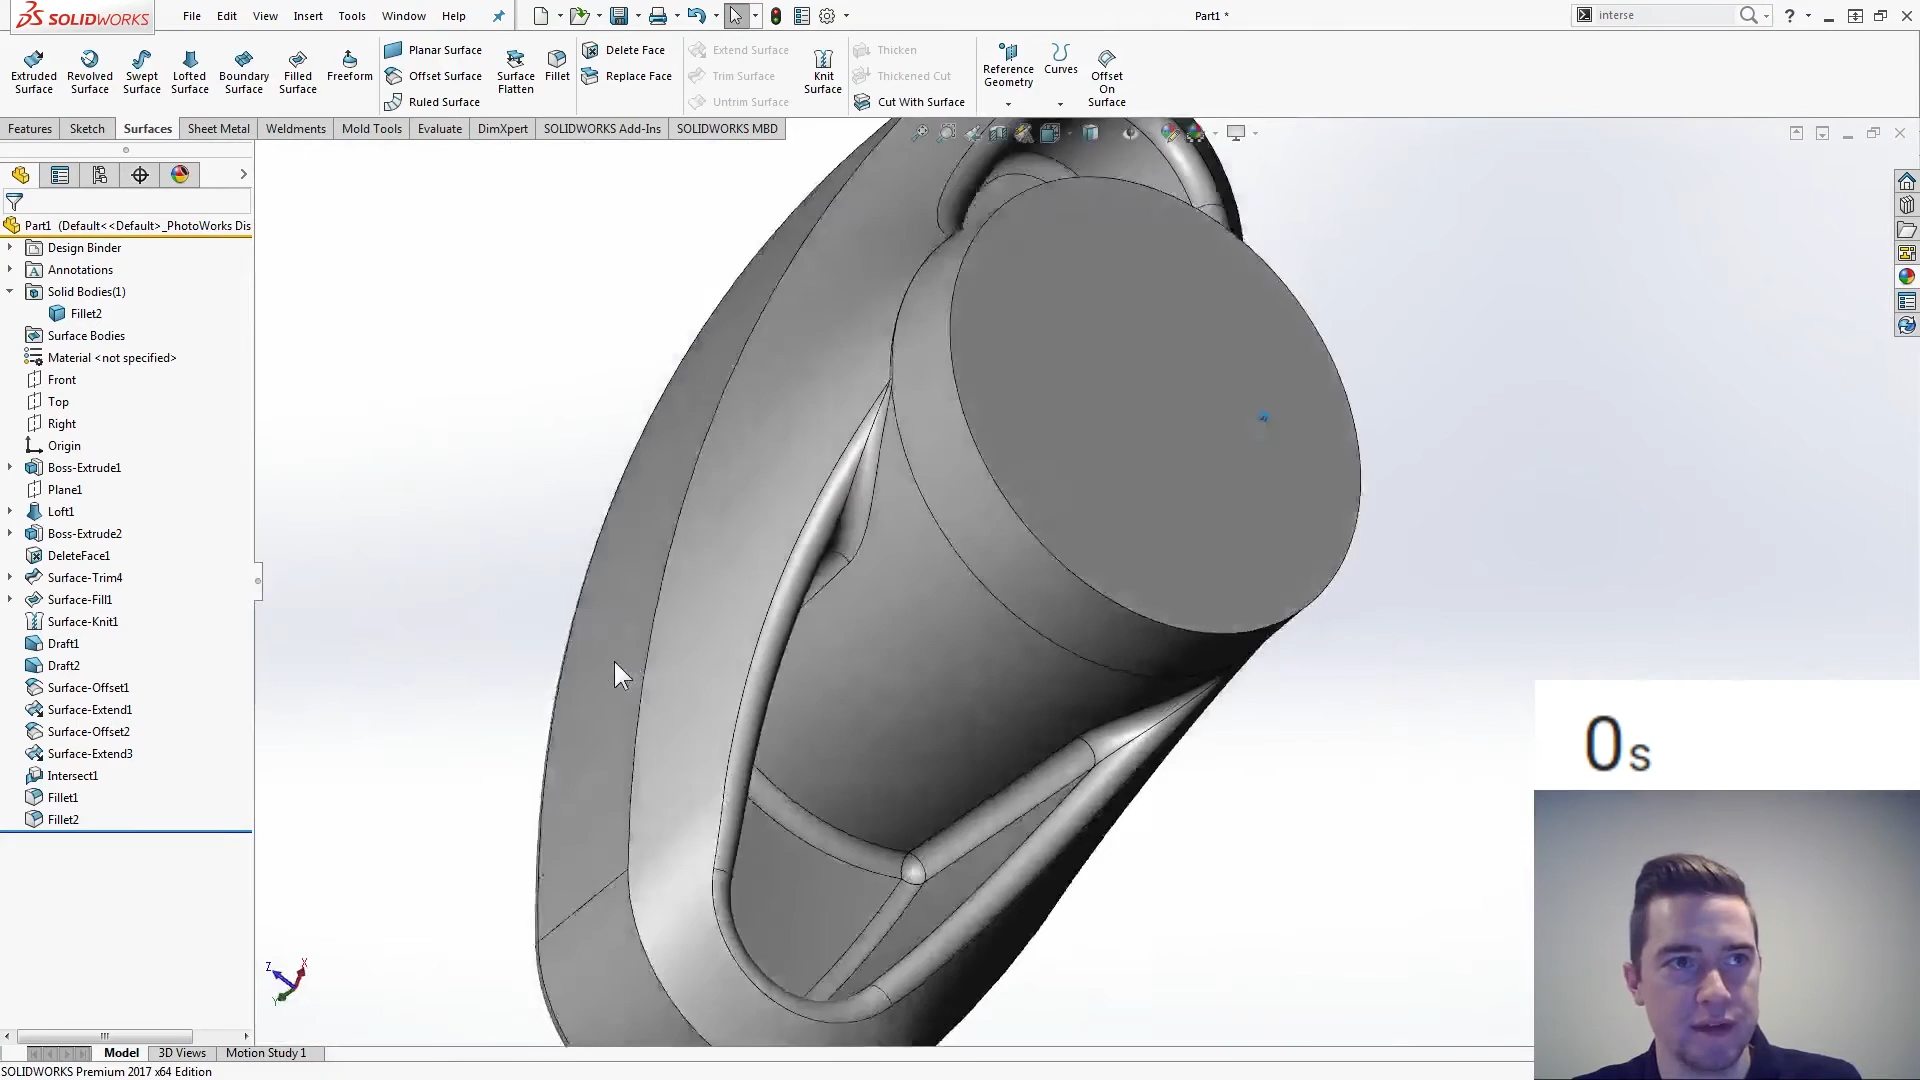 SOLIDWORKS File Edit View Insert Tools Window Help Part1 * interse
Planar Surface Delete Face Extend Surface Thicken
Offset Surface Replace Face Trim Surface Thickened Cut
Ruled Surface Untrim Surface Cut With Surface
Extruded Surface
Revolved Surface
Swept Surface
Lofted Surface
Boundary Surface
Filled Surface
Freeform
Surface Flatten
Fillet
Knit Surface
Reference Geometry
Curves
Offset On Surface
Features Sketch Surfaces Sheet Metal Weldments Mold Tools Evaluate DimXpert SOLIDWORKS Add-Ins SOLIDWORKS MBD
Part1 (Default<<Default>_PhotoWorks Dis
Design Binder
Annotations
Solid Bodies(1)
Fillet2
Surface Bodies
Material <not specified>
Front
Top
Right
Origin
Boss-Extrude1
Plane1
Loft1
Boss-Extrude2
DeleteFace1
Surface-Trim4
Surface-Fill1
Surface-Knit1
Draft1
Draft2
Surface-Offset1
Surface-Extend1
Surface-Offset2
Surface-Extend3
Intersect1
Fillet1
Fillet2
0s
Z X
Y
Model 3D Views Motion Study 1
SOLIDWORKS Premium 2017 x64 Edition